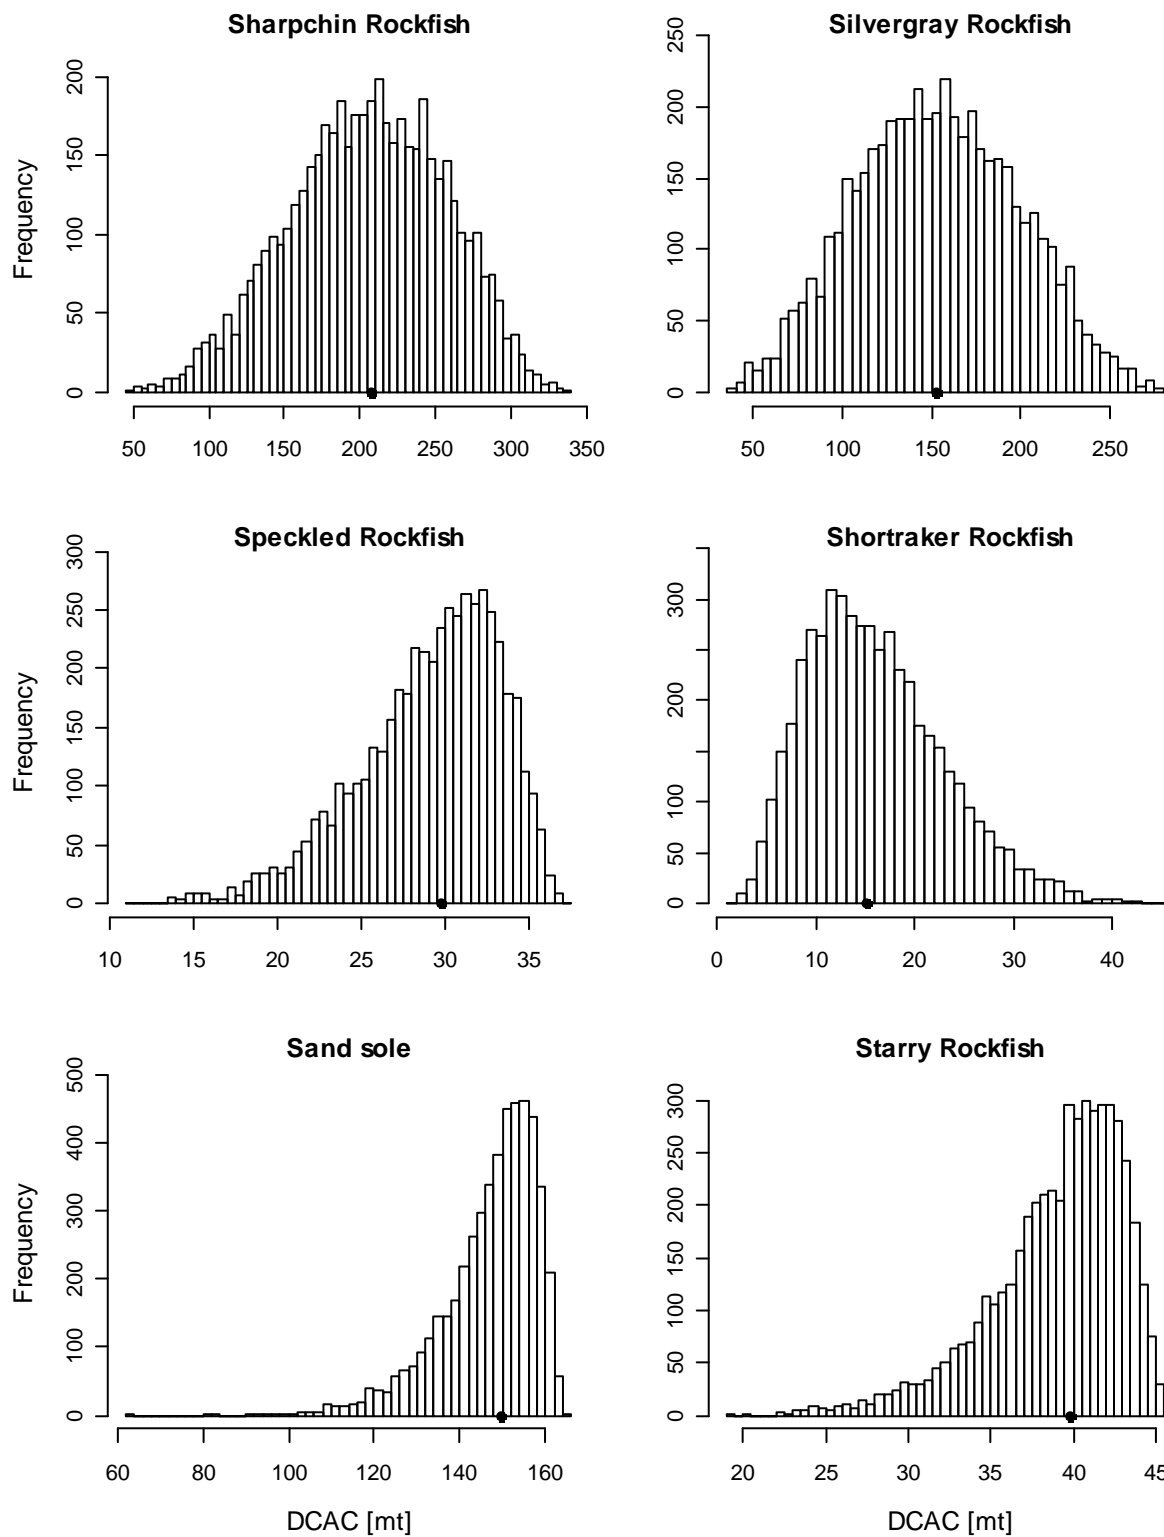 Sharpchin Rockfish
Frequency
0 50 100 150 200
50 100 150 200 250 300 350
Silvergray Rockfish
0 50 100 150 200 250
50 100 150 200 250
Speckled Rockfish
Frequency
0 50 100 150 200 250 300
10 15 20 25 30 35
Shortraker Rockfish
0 50 100 200 300
0 10 20 30 40
Sand sole
Frequency
0 100 200 300 400 500
60 80 100 120 140 160
DCAC [mt]
Starry Rockfish
0 50 100 150 200 250 300
20 25 30 35 40 45
DCAC [mt]